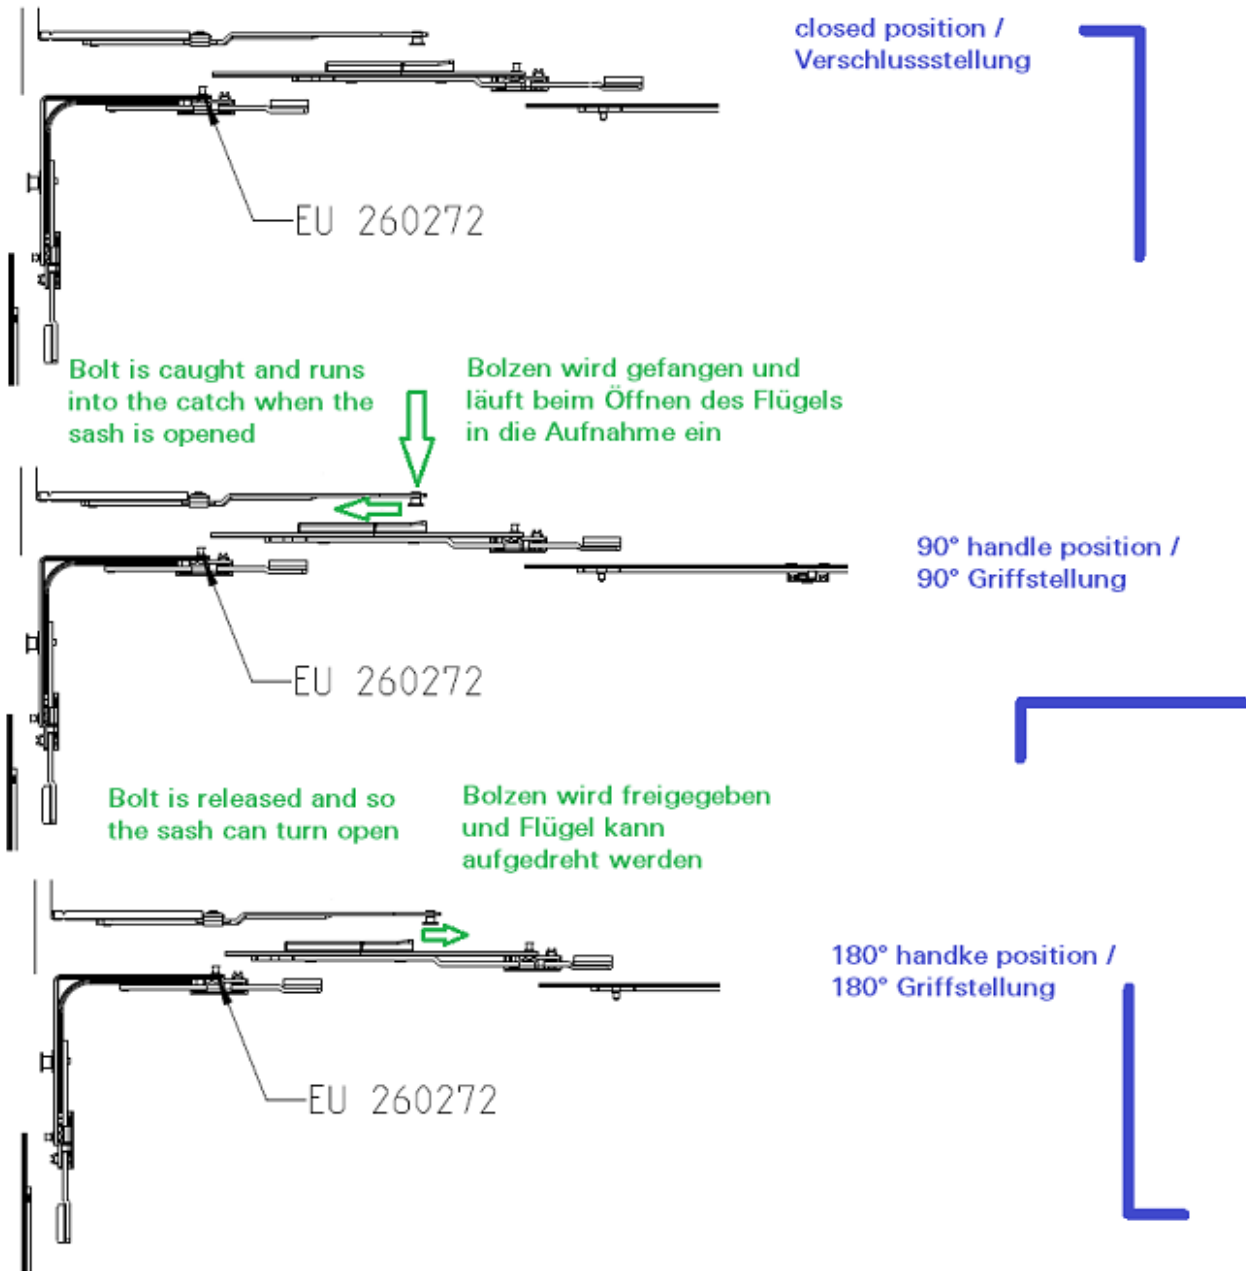 closed position /
Verschlussstellung
EU 260272
Bolt is caught and runs
into the catch when the
sash is opened
Bolzen wird gefangen und
läuft beim Öffnen des Flügels
in die Aufnahme ein
90° handle position /
90° Griffstellung
EU 260272
Bolt is released and so
the sash can turn open
Bolzen wird freigegeben
und Flügel kann
aufgedreht werden
180° handke position /
180° Griffstellung
EU 260272